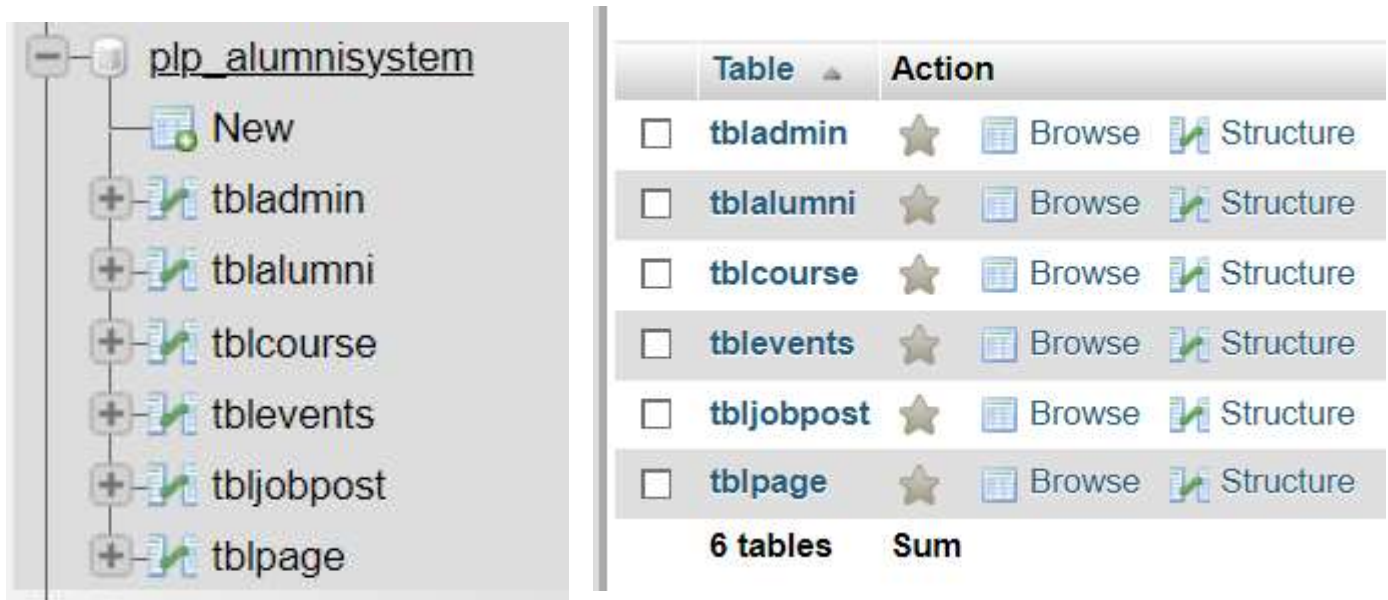 plp_alumnisystem
New
tbladmin
tblalumni
tblcourse
tblevents
tbljobpost
tblpage
Table Action
tbladmin Browse Structure
tblalumni Browse Structure
tblcourse Browse Structure
tblevents Browse Structure
tbljobpost Browse Structure
tblpage Browse Structure
6 tables Sum